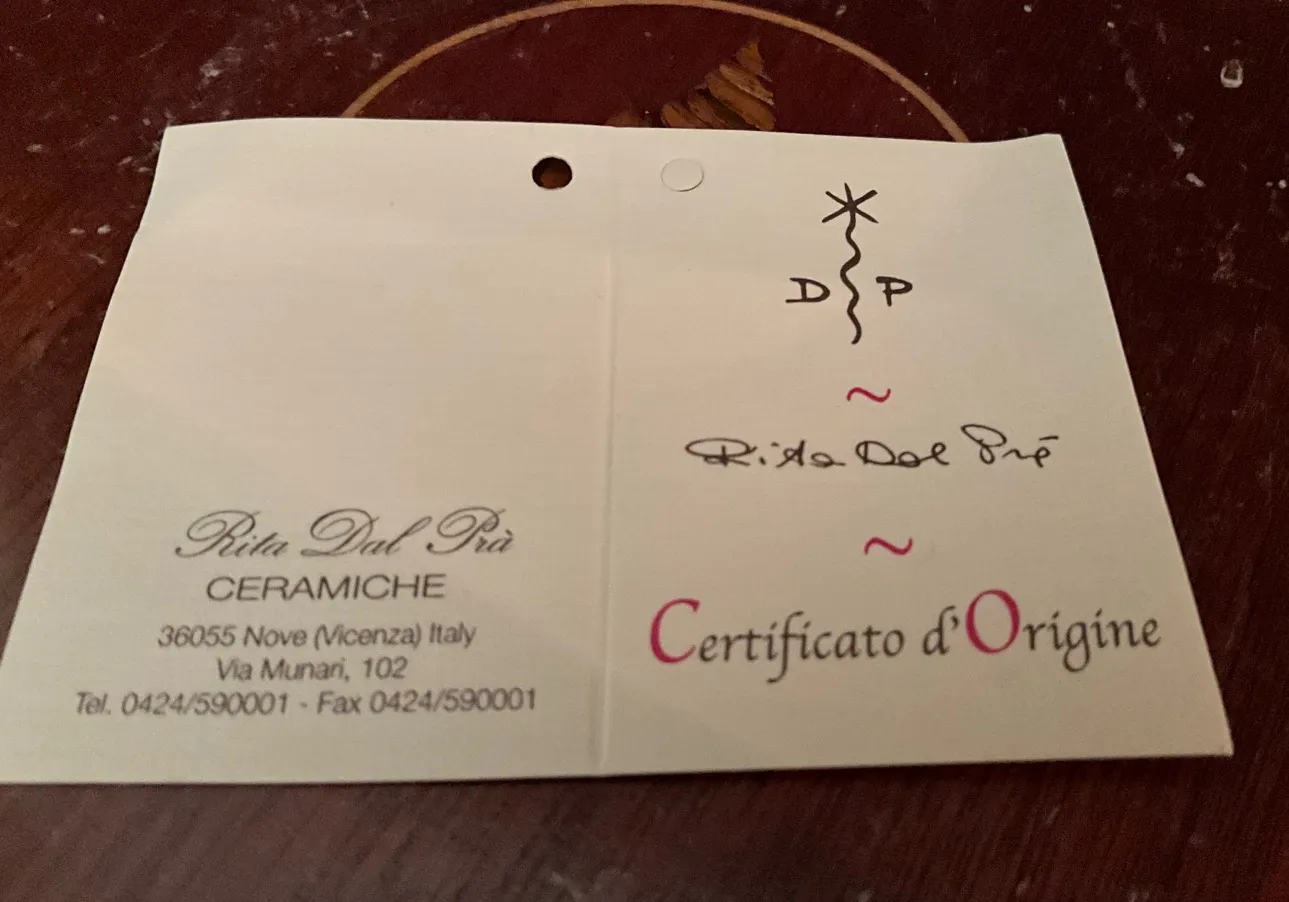 Rita Dal Prà
CERAMICHE
36055 Nove (Vicenza) Italy
Via Munari, 102
Tel. 0424/590001 - Fax 0424/590001
D P
~
Rita Dal Prà
~
Certificato d'Origine